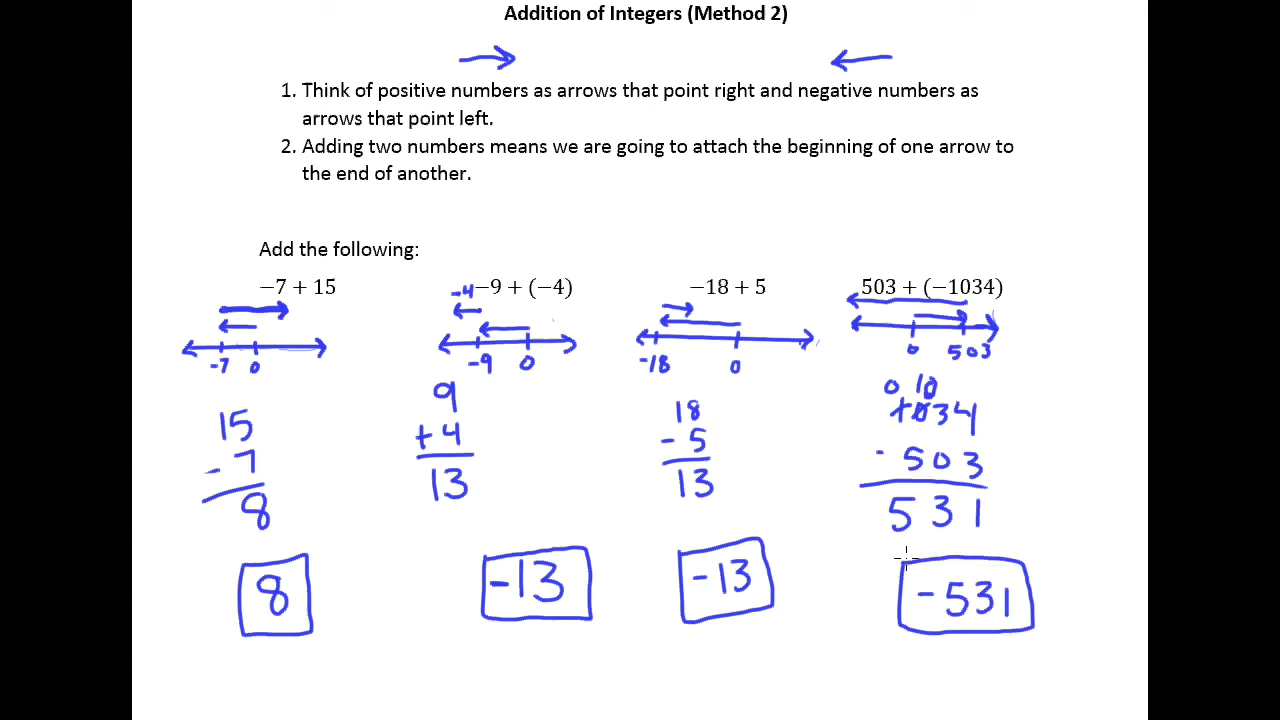 Addition of Integers (Method 2)
1. Think of positive numbers as arrows that point right and negative numbers as
arrows that point left.
2. Adding two numbers means we are going to attach the beginning of one arrow to
the end of another.
Add the following:
−7 + 15
-7 0
15
- 7
8
8
−9 + (−4)
-4
-9 0
9
+ 4
13
-13
−18 + 5
-18 0
18
- 5
13
-13
503 + (−1034)
0 503
0 10
1034
- 503
531
-531